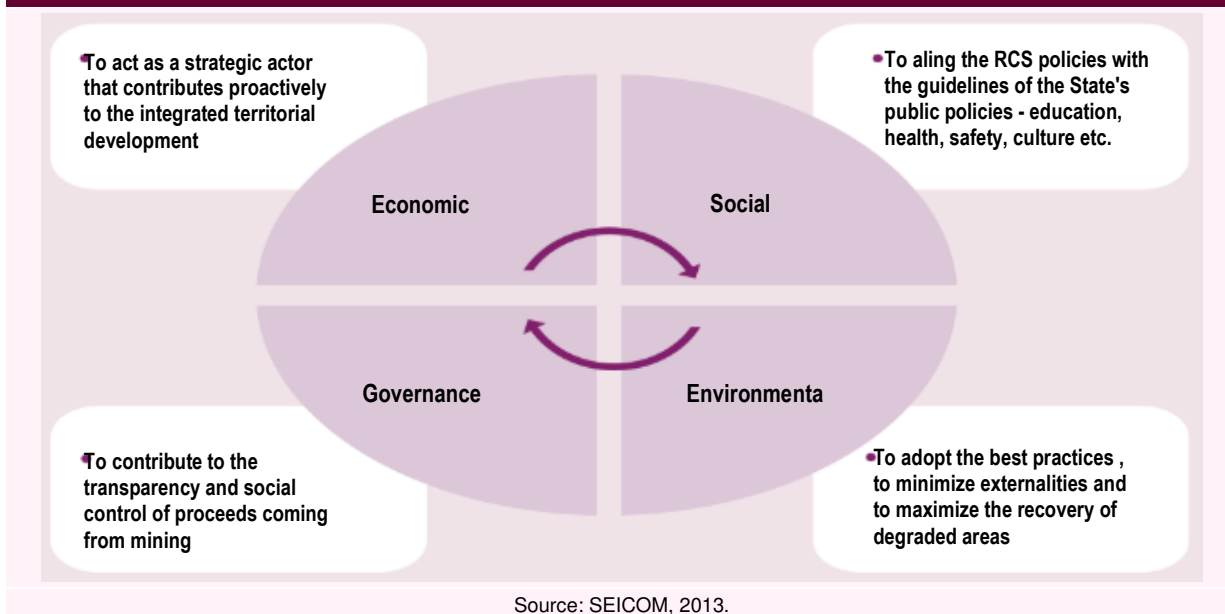 To act as a strategic actor
that contributes proactively
to the integrated territorial
development
To aling the RCS policies with
the guidelines of the State's
public policies - education,
health, safety, culture etc.
Economic
Social
Governance
Environmenta
To contribute to the
transparency and social
control of proceeds coming
from mining
To adopt the best practices ,
to minimize externalities and
to maximize the recovery of
degraded areas
Source: SEICOM, 2013.